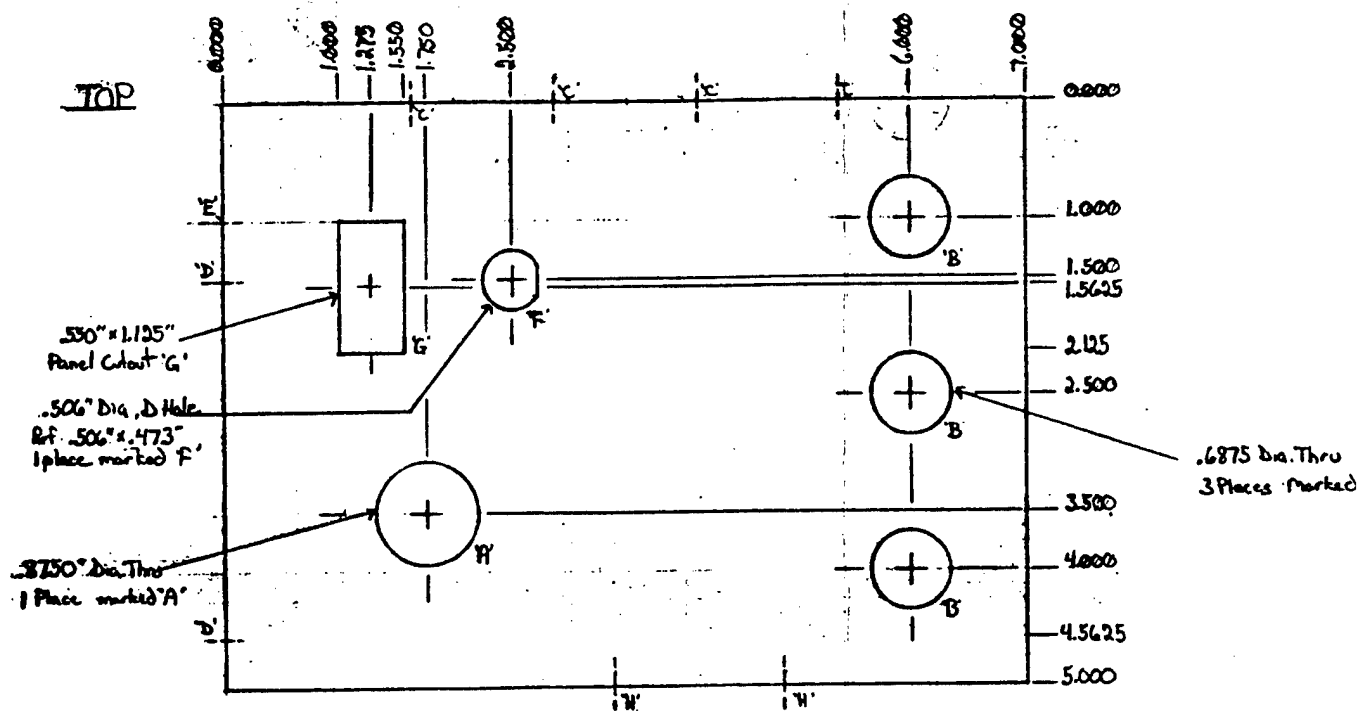 0.000
1.000
1.275
1.550
1.750
2.500
6.000
7.000
TOP
0.000
'C'
'C'
'C'
'E'
1.000
'B'
'D'
1.500
1.5625
'F'
.550" x 1.125"
Panel Cutout 'G'
'G'
2.125
2.500
.506" Dia, D Hole
Ref. .506" x .473"
1 place marked 'F'
'B'
.6875 Dia. Thru
3 Places Marked
3.500
'A'
.8750" Dia. Thru
1 Place marked "A"
4.000
'B'
'D'
4.5625
5.000
'H'
'H'